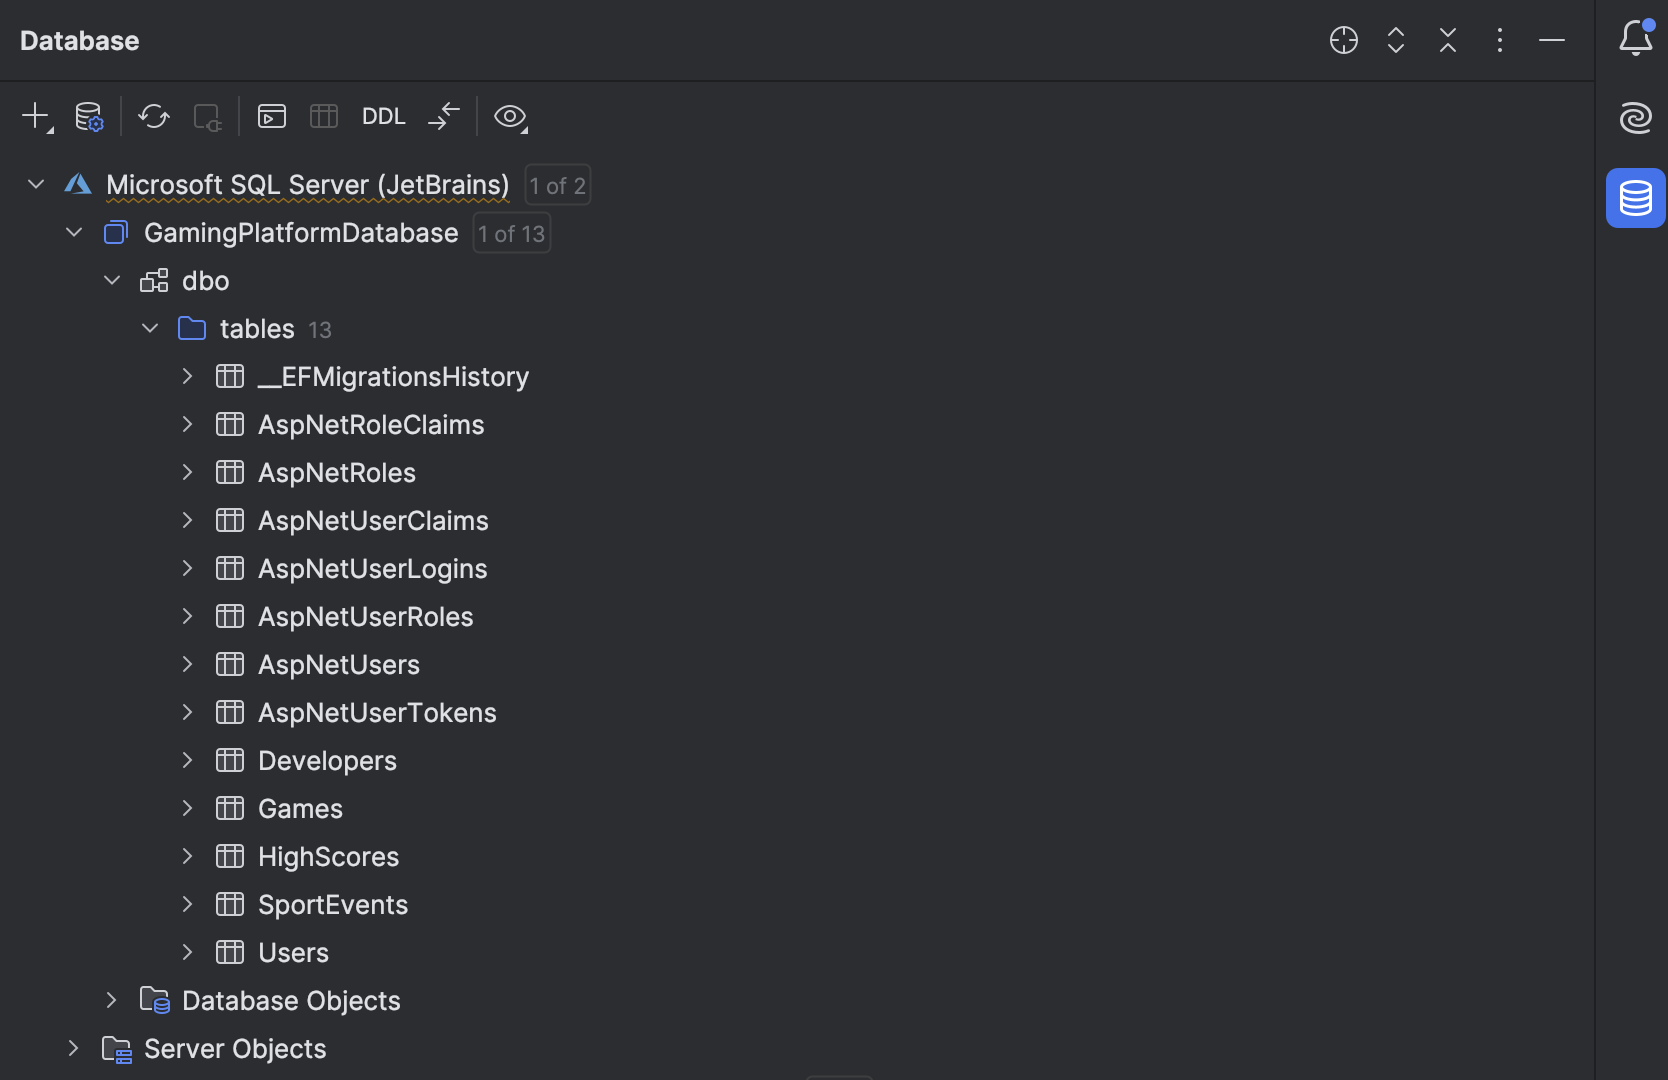 Database
DDL
Microsoft SQL Server (JetBrains) 1 of 2
GamingPlatformDatabase 1 of 13
dbo
tables 13
__EFMigrationsHistory
AspNetRoleClaims
AspNetRoles
AspNetUserClaims
AspNetUserLogins
AspNetUserRoles
AspNetUsers
AspNetUserTokens
Developers
Games
HighScores
SportEvents
Users
Database Objects
Server Objects